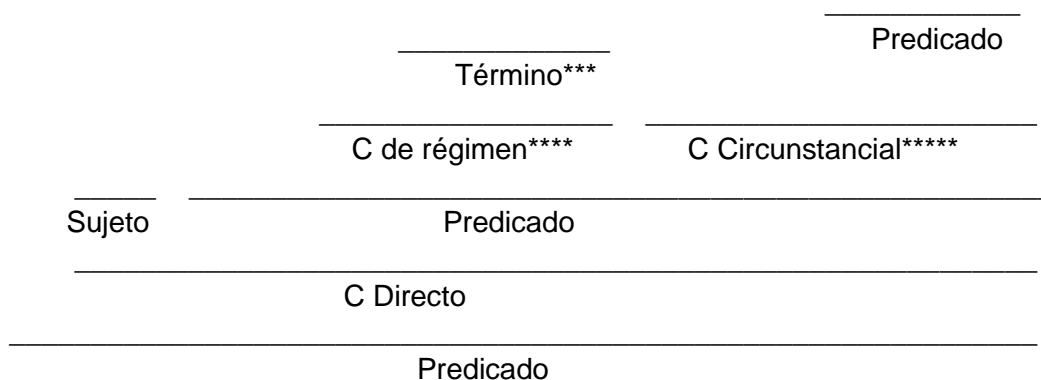 Predicado
Término***
C de régimen**** C Circunstancial*****
Sujeto Predicado
C Directo
Predicado